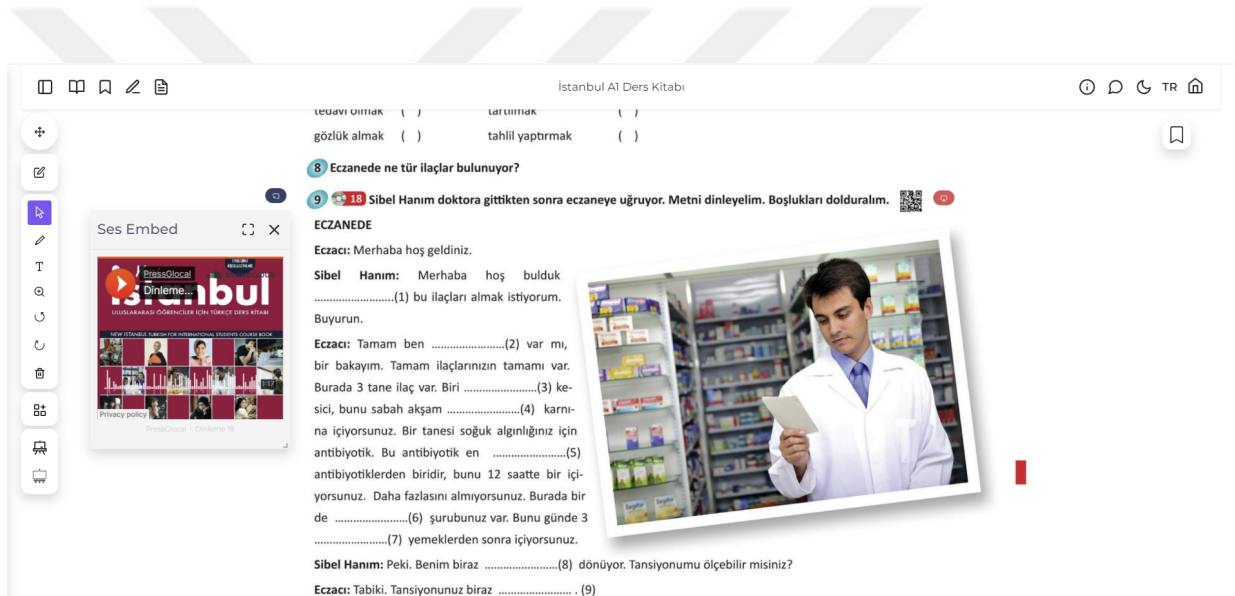 İstanbul A1 Ders Kitabı
TR
tedavi olmak ( ) tartılmak ( )
gözlük almak ( ) tahlil yaptırmak ( )
8 Eczanede ne tür ilaçlar bulunuyor?
9 18 Sibel Hanım doktora gittikten sonra eczaneye uğruyor. Metni dinleyelim. Boşlukları dolduralım.
Ses Embed
PressGlocal
Dinleme...
istanbul
ULUSLARARASI ÖĞRENCİLER İÇİN TÜRKÇE DERS KİTABI
NEW ISTANBUL TURKISH FOR INTERNATIONAL STUDENTS COURSE BOOK
1:17
Privacy policy
PressGlocal · Dinleme 18
ECZANEDE
Eczacı: Merhaba hoş geldiniz.
Sibel Hanım: Merhaba hoş bulduk
..........................(1) bu ilaçları almak istiyorum.
Buyurun.
Eczacı: Tamam ben ........................(2) var mı,
bir bakayım. Tamam ilaçlarınızın tamamı var.
Burada 3 tane ilaç var. Biri ........................(3) ke-
sici, bunu sabah akşam ........................(4) karnı-
na içiyorsunuz. Bir tanesi soğuk algınlığınız için
antibiyotik. Bu antibiyotik en ........................(5)
antibiyotiklerden biridir, bunu 12 saatte bir içi-
yorsunuz. Daha fazlasını almıyorsunuz. Burada bir
de ........................(6) şurubunuz var. Bunu günde 3
........................(7) yemeklerden sonra içiyorsunuz.
Sibel Hanım: Peki. Benim biraz ........................(8) dönüyor. Tansiyonumu ölçebilir misiniz?
Eczacı: Tabiki. Tansiyonunuz biraz ........................ . (9)